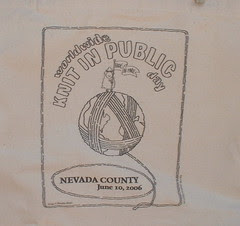 worldwide
KNIT IN PUBLIC
day
NEVADA COUNTY
June 10, 2006